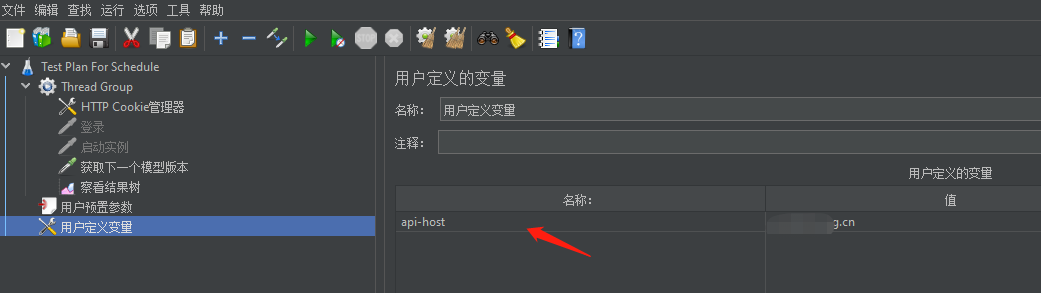 文件 编辑 查找 运行 选项 工具 帮助
STOP
Test Plan For Schedule
Thread Group
HTTP Cookie管理器
登录
启动实例
获取下一个模型版本
察看结果树
用户预置参数
用户定义变量
用户定义的变量
名称: 用户定义变量
注释:
用户定义的变量
名称: 值
api-host g.cn